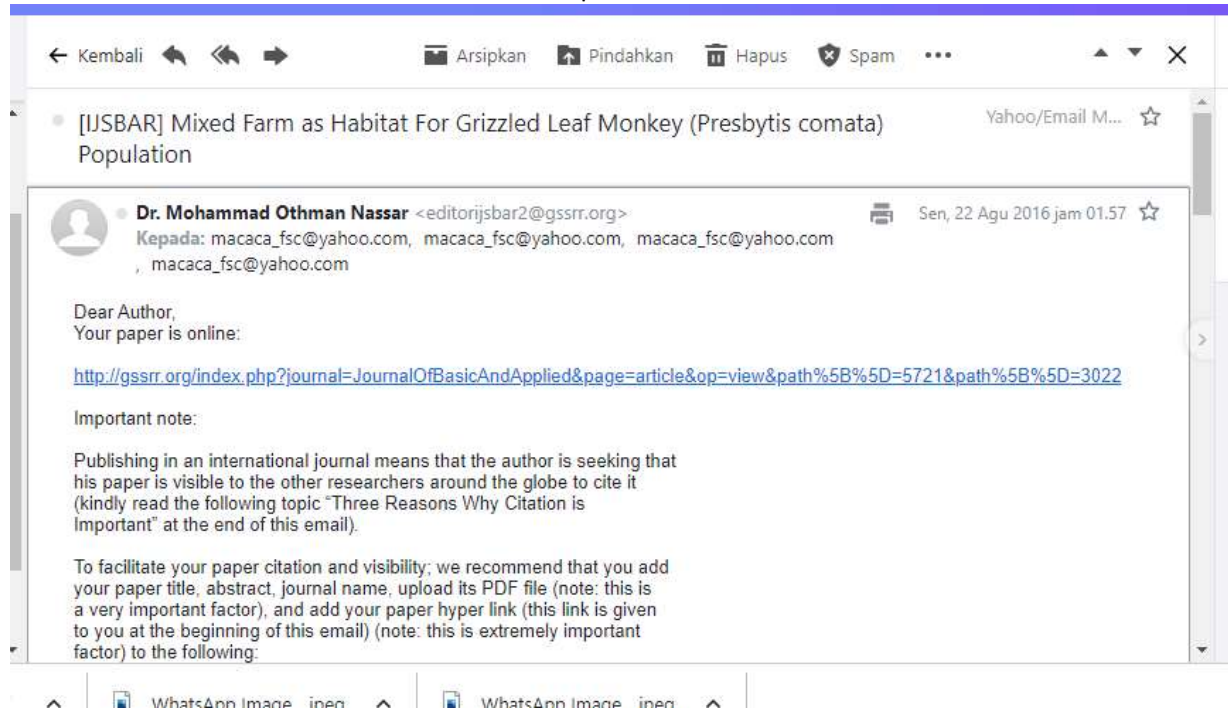 Kembali Arsipkan Pindahkan Hapus Spam
[IJSBAR] Mixed Farm as Habitat For Grizzled Leaf Monkey (Presbytis comata) Yahoo/Email M...
Population
Dr. Mohammad Othman Nassar <editorijsbar2@gssrr.org> Sen, 22 Agu 2016 jam 01.57
Kepada: macaca_fsc@yahoo.com, macaca_fsc@yahoo.com, macaca_fsc@yahoo.com
, macaca_fsc@yahoo.com
Dear Author,
Your paper is online:
http://gssrr.org/index.php?journal=JournalOfBasicAndApplied&page=article&op=view&path%5B%5D=5721&path%5B%5D=3022
Important note:
Publishing in an international journal means that the author is seeking that
his paper is visible to the other researchers around the globe to cite it
(kindly read the following topic “Three Reasons Why Citation is
Important” at the end of this email).
To facilitate your paper citation and visibility; we recommend that you add
your paper title, abstract, journal name, upload its PDF file (note: this is
a very important factor), and add your paper hyper link (this link is given
to you at the beginning of this email) (note: this is extremely important
factor) to the following:
WhatsApp Image ...jpeg WhatsApp Image ...jpeg